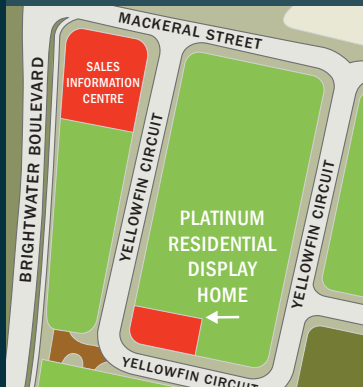 MACKERAL STREET
SALES
INFORMATION
CENTRE
BRIGHTWATER BOULEVARD
YELLOWFIN CIRCUIT
YELLOWFIN CIRCUIT
PLATINUM
RESIDENTIAL
DISPLAY
HOME
YELLOWFIN CIRCUIT